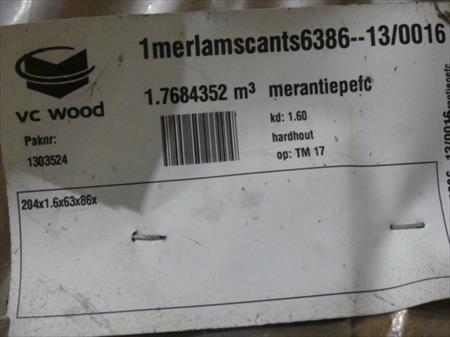 1merlamscants6386--13/0016
VC WOOD
1.7684352 m³ merantiepefc
Paknr:
1303524
kd: 1.60
hardhout
op: TM 17
204x1.6x63x86x